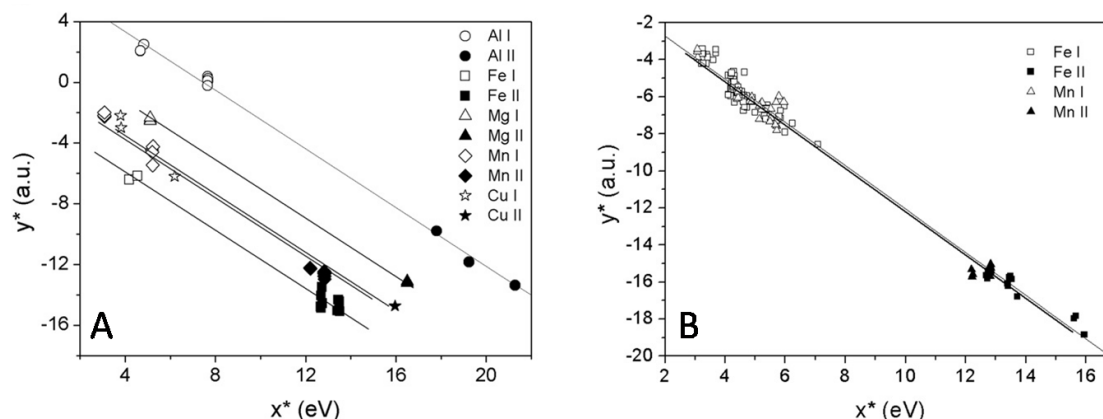 A
4
0
-4
-8
-12
-16
y* (a.u.)
4 8 12 16 20
x* (eV)
Al I
Al II
Fe I
Fe II
Mg I
Mg II
Mn I
Mn II
Cu I
Cu II
B
-2
-4
-6
-8
-10
-12
-14
-16
-18
-20
y* (a.u.)
2 4 6 8 10 12 14 16
x* (eV)
Fe I
Fe II
Mn I
Mn II